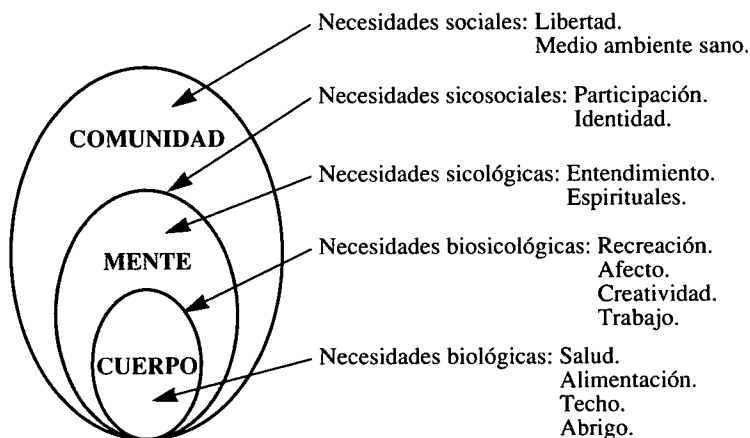 Necesidades sociales: Libertad.
Medio ambiente sano.
COMUNIDAD
Necesidades sicosociales: Participación.
Identidad.
Necesidades sicológicas: Entendimiento.
Espirituales.
MENTE
Necesidades biosicológicas: Recreación.
Afecto.
Creatividad.
Trabajo.
CUERPO
Necesidades biológicas: Salud.
Alimentación.
Techo.
Abrigo.